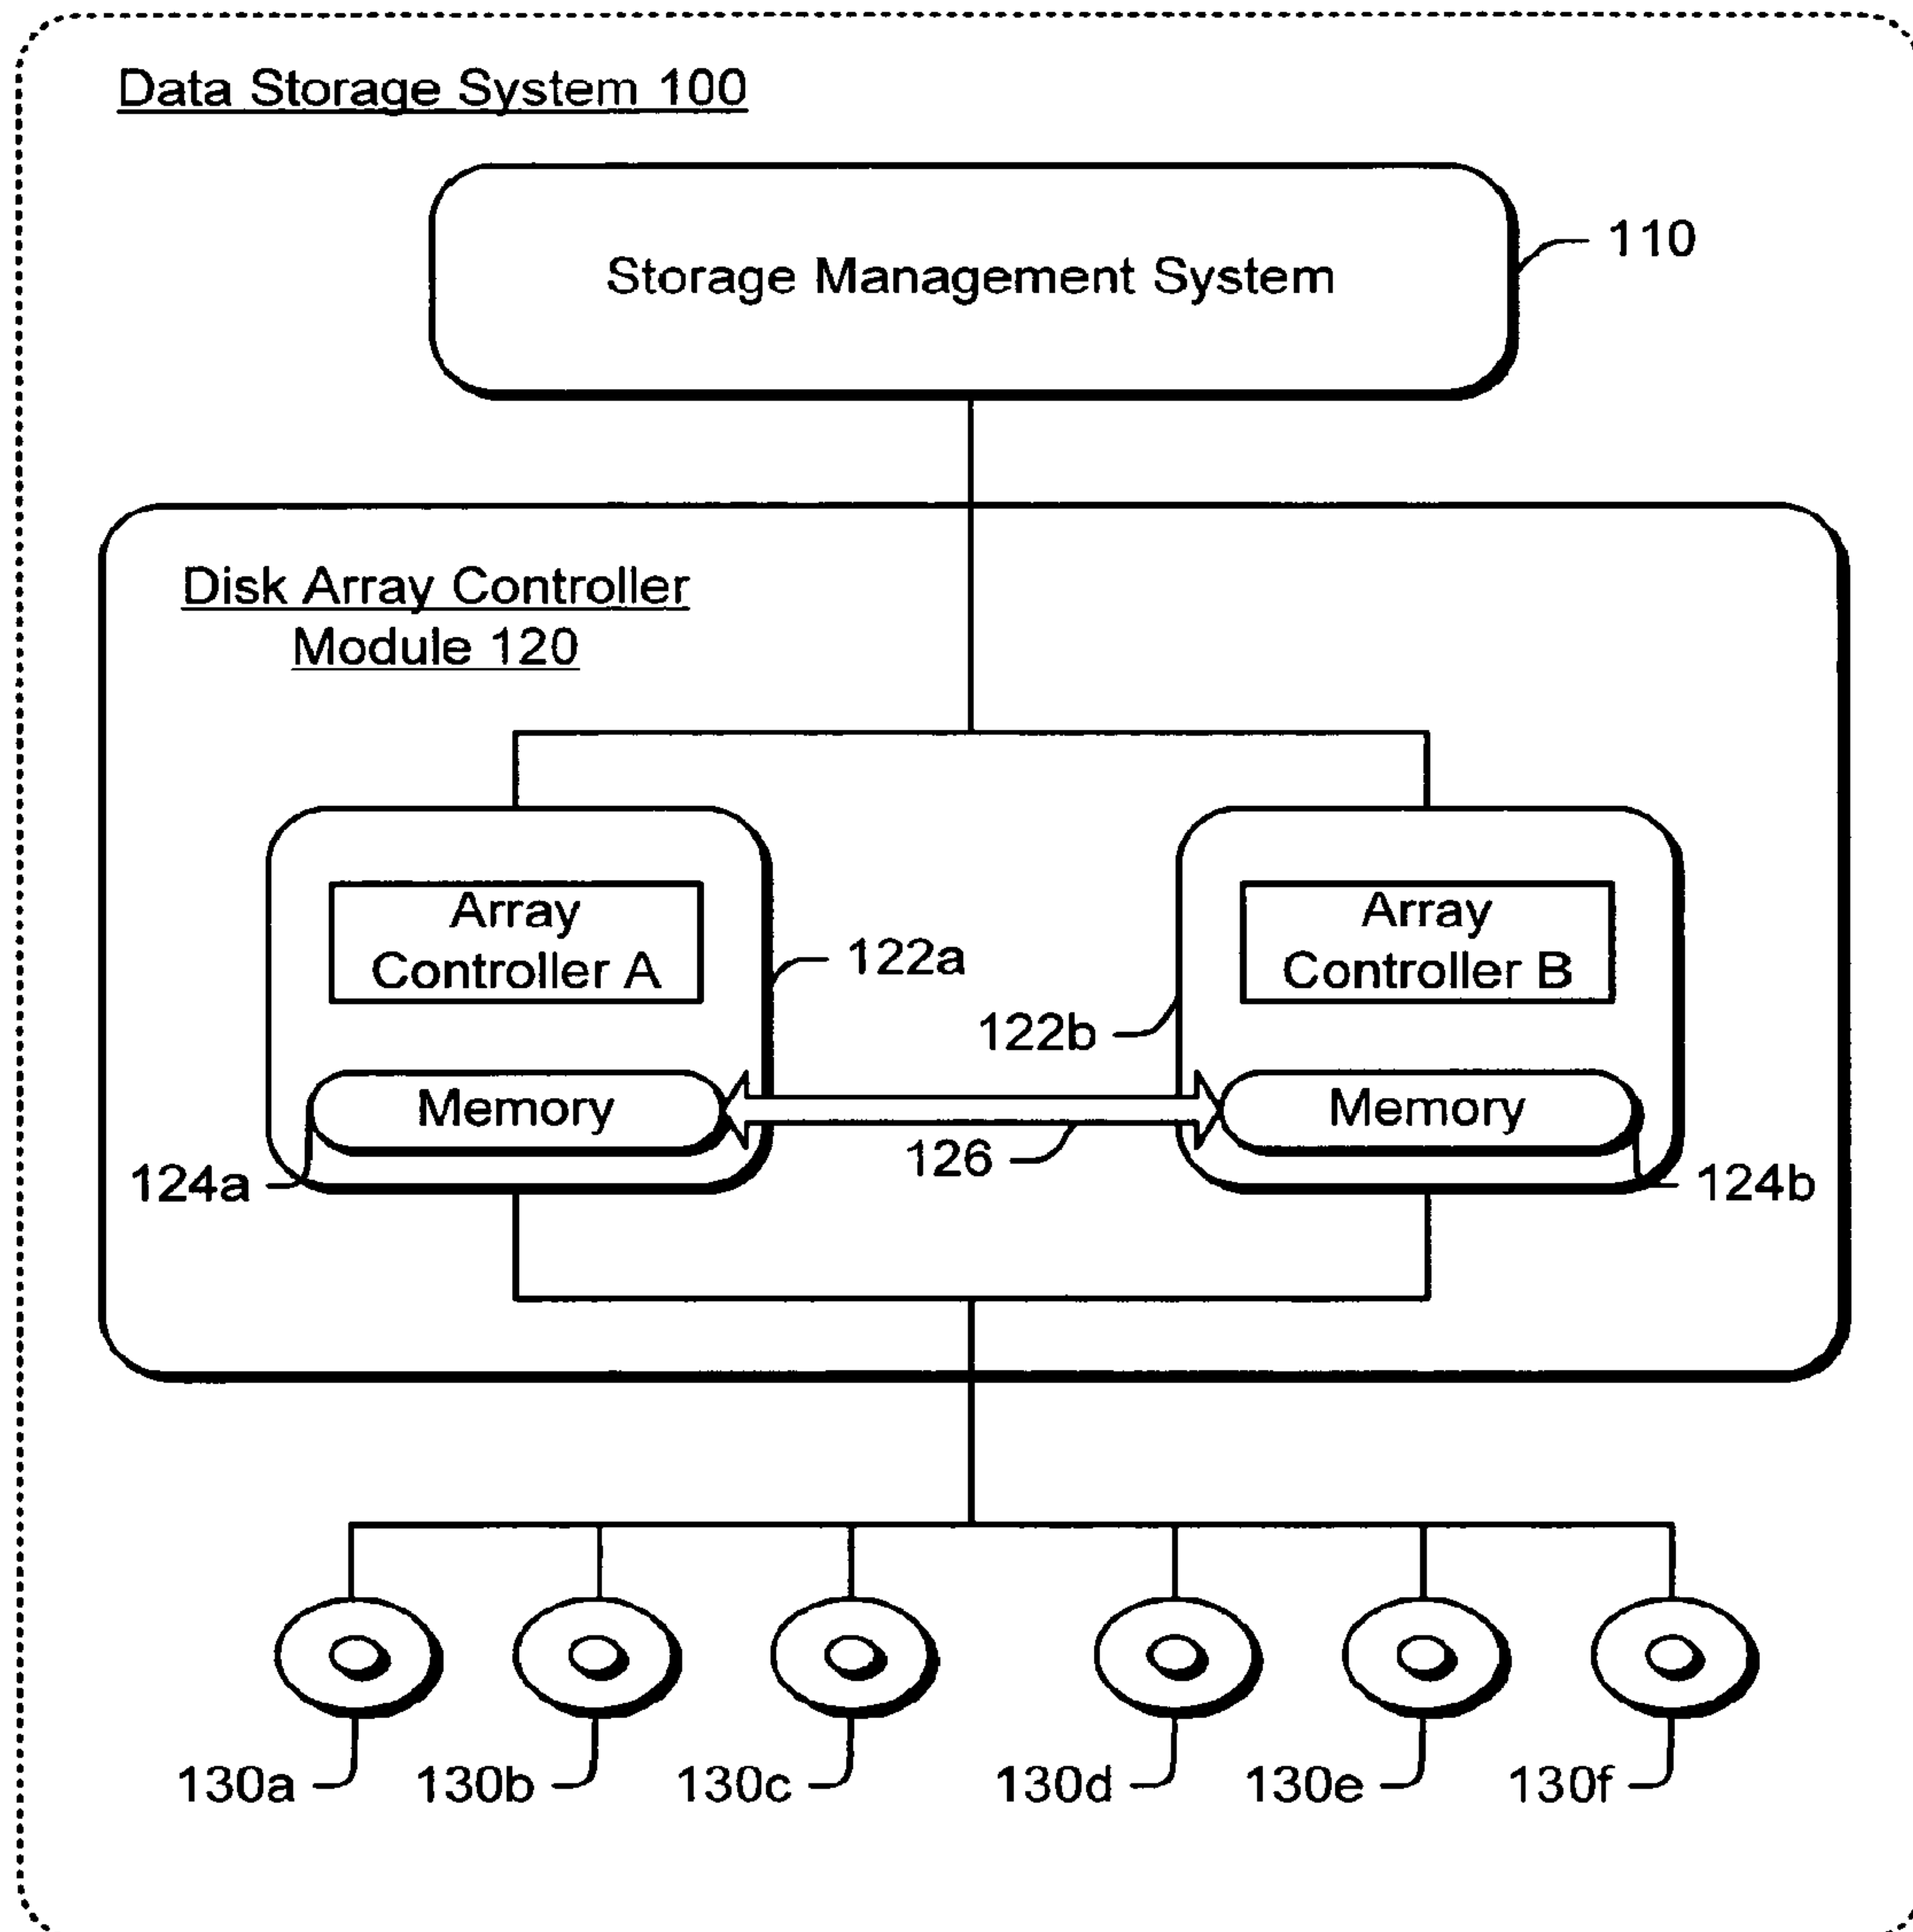 Data Storage System 100
Storage Management System
110
Disk Array Controller
Module 120
Array
Controller A
122a
Array
Controller B
122b
Memory
Memory
126
124a
124b
130a
130b
130c
130d
130e
130f